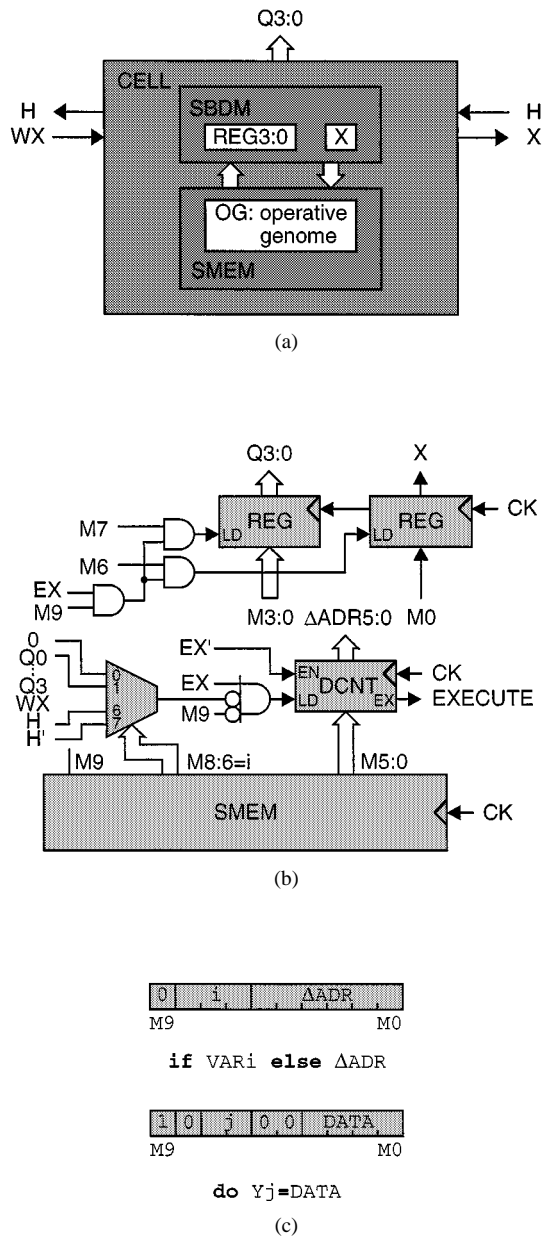 Q3:0
CELL
SBDM
H
H
WX
REG3:0
X
X
OG: operative
genome
SMEM
(a)
Q3:0
X
M7
REG
REG
CK
LD
LD
M6
EX
M9
M3:0
ΔADR5:0
M0
0
Q0
Q3
WX
H
H'
0
1
6
7
EX'
EX
M9
EN
DCNT
LD
EX
CK
EXECUTE
M9
M8:6=i
M5:0
SMEM
CK
(b)
0 i ΔADR
M9 M0
if VARi else ΔADR
1 0 j 0 0 DATA
M9 M0
do Yj=DATA
(c)